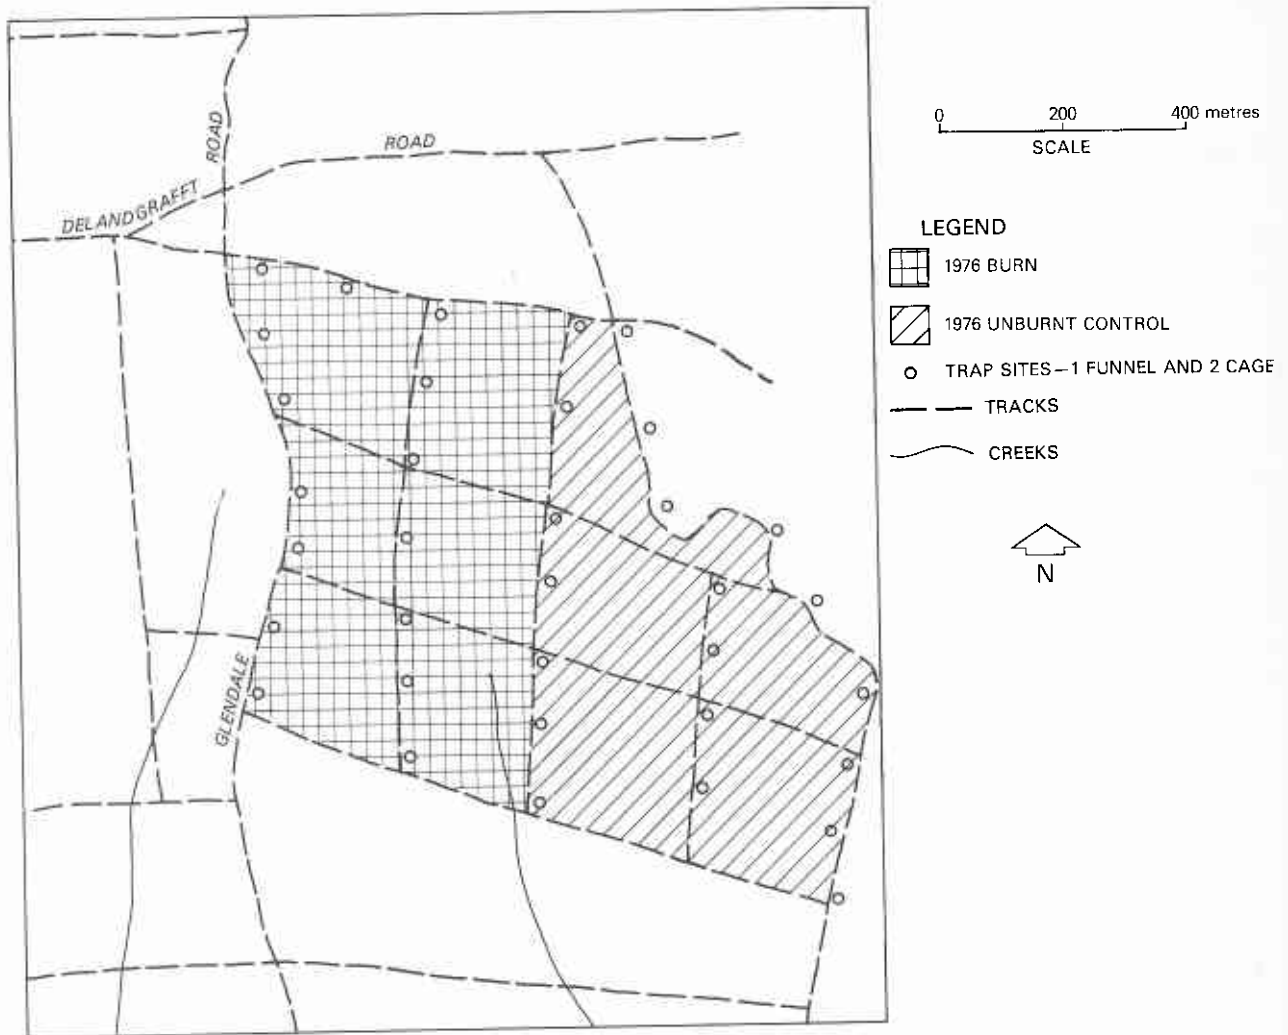 ROAD
ROAD
DELANDGRAFFT
GLENDALE
0 200 400 metres
SCALE
LEGEND
1976 BURN
1976 UNBURNT CONTROL
TRAP SITES–1 FUNNEL AND 2 CAGE
TRACKS
CREEKS
N